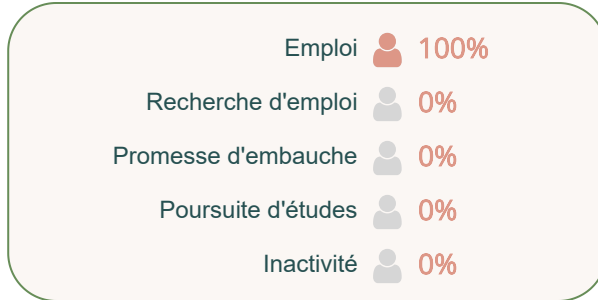 Emploi 100%
Recherche d'emploi 0%
Promesse d'embauche 0%
Poursuite d'études 0%
Inactivité 0%